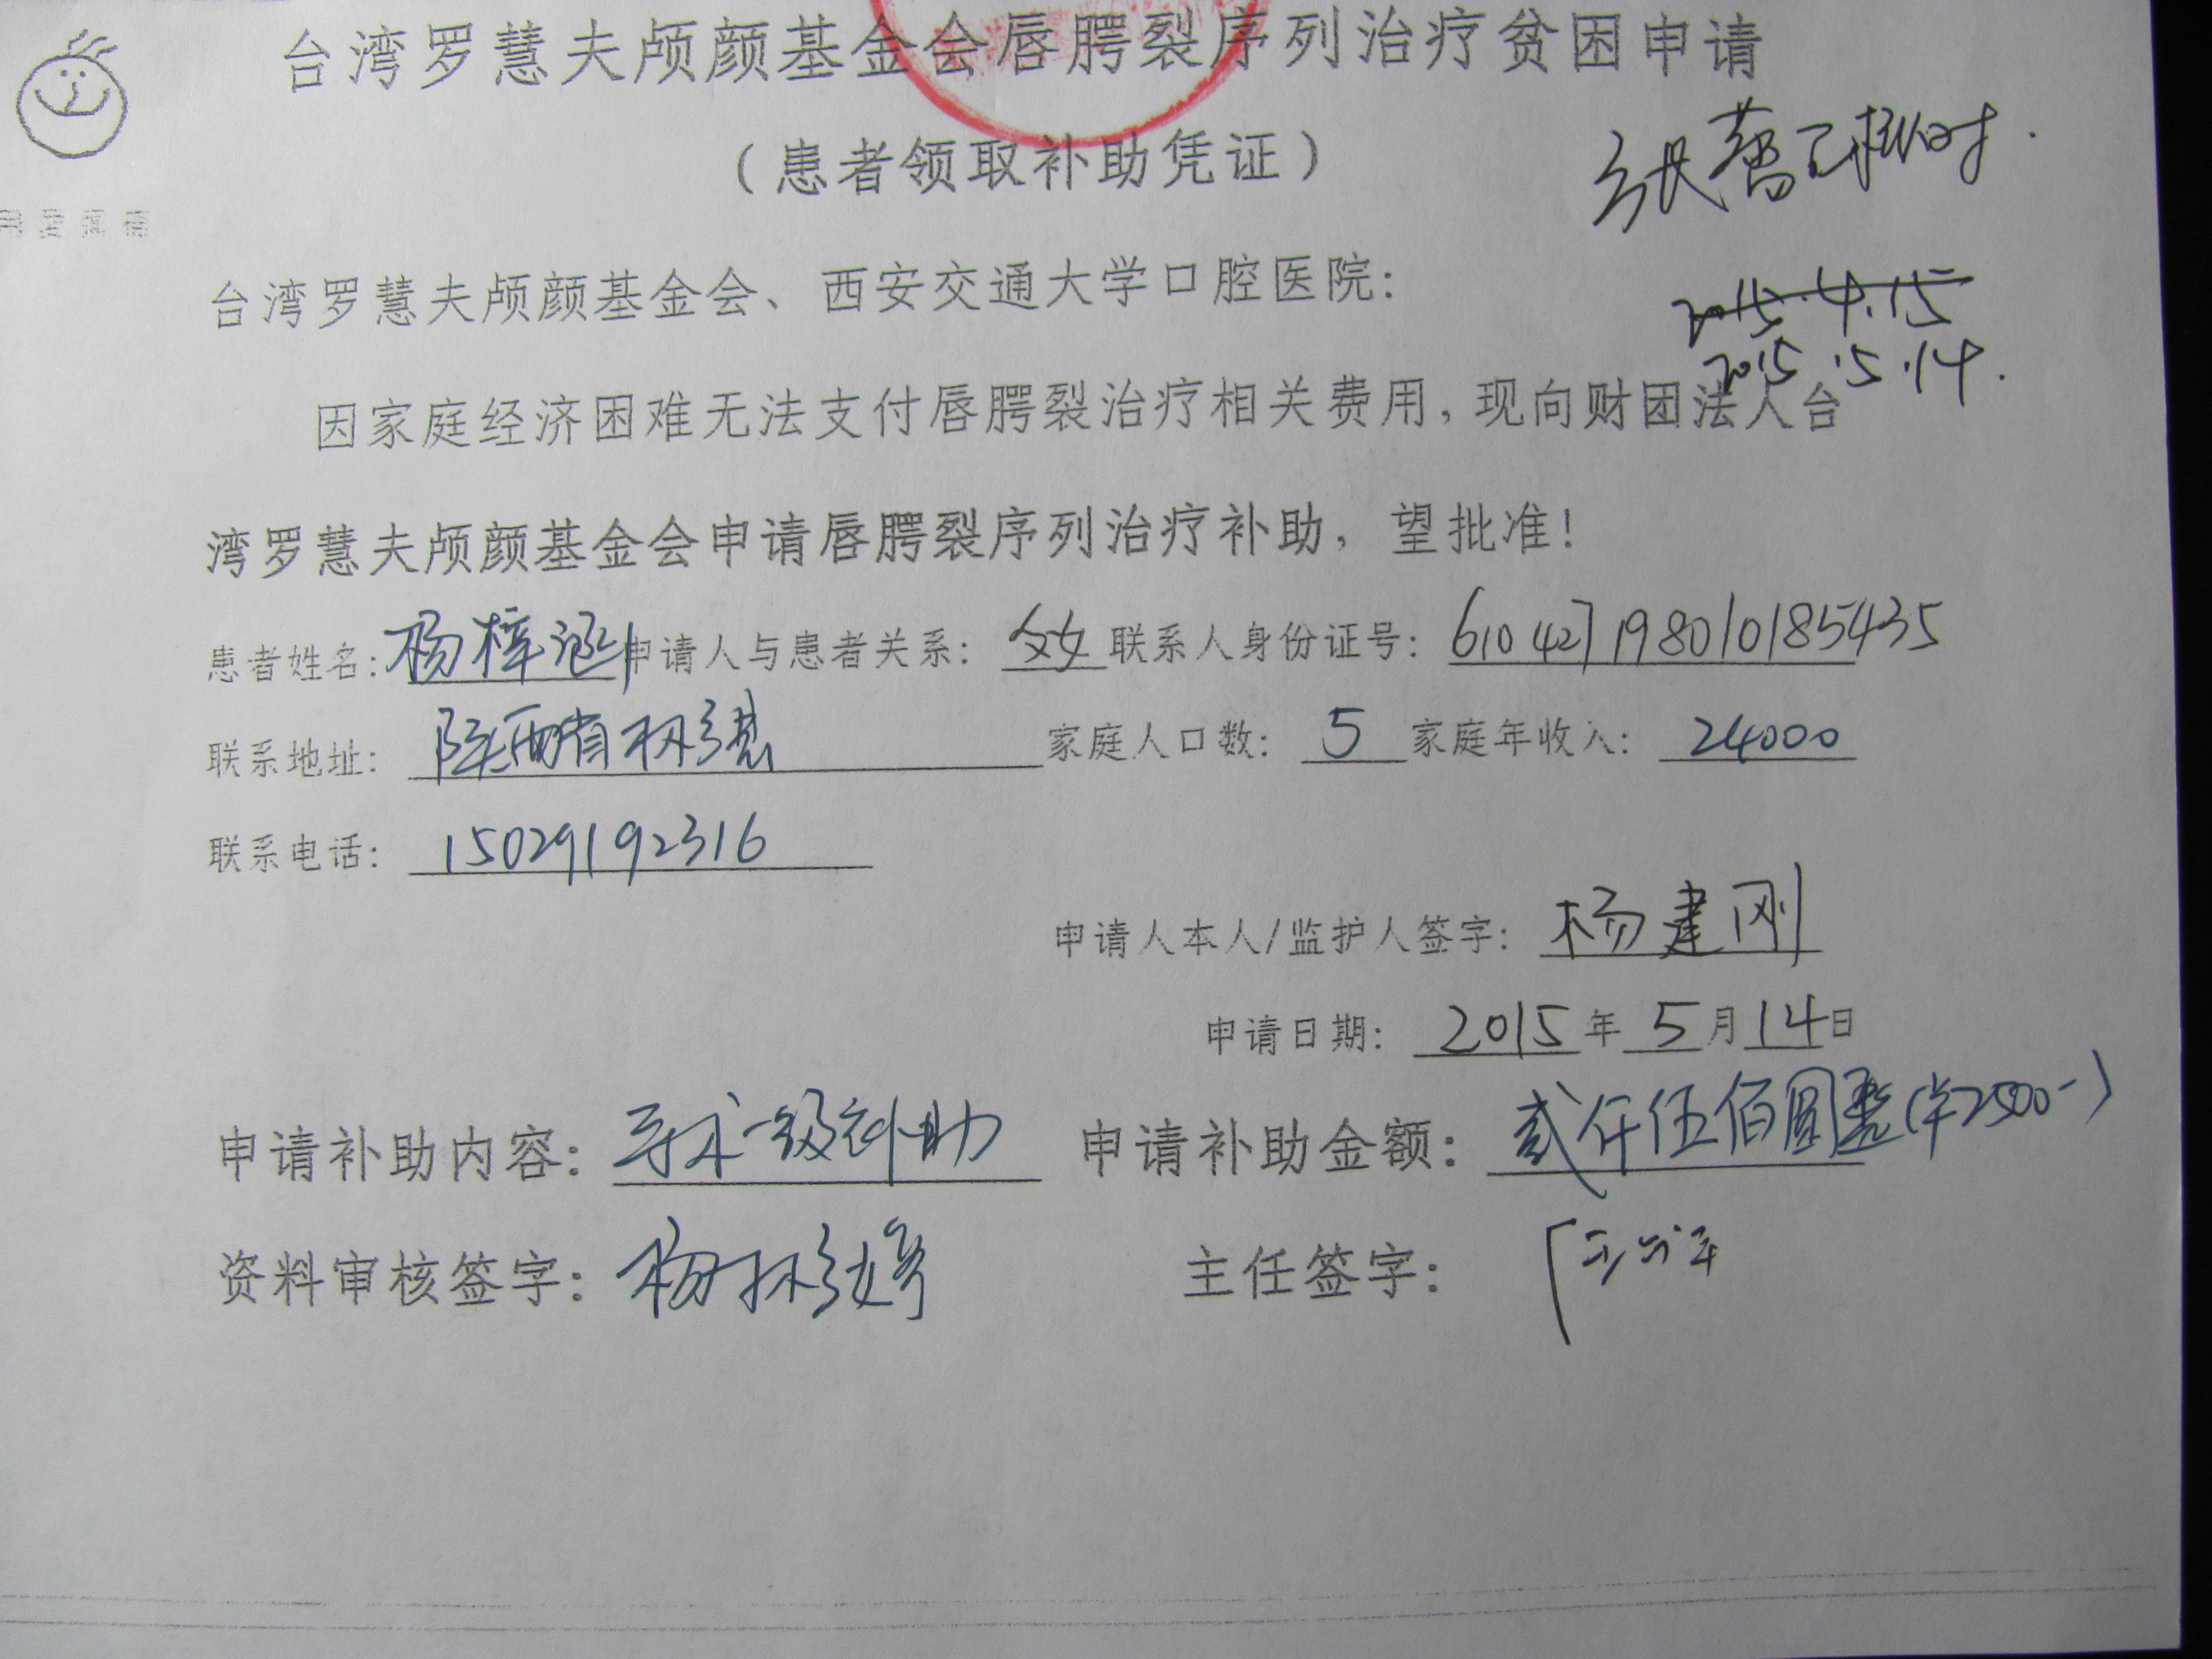 台湾罗慧夫颅颜基金会唇腭裂序列治疗贫困申请
（患者领取补助凭证）
台湾罗慧夫颅颜基金会、西安交通大学口腔医院：
2015.4.15
2015.5.14.
因家庭经济困难无法支付唇腭裂治疗相关费用，现向财团法人台
湾罗慧夫颅颜基金会申请唇腭裂序列治疗补助，望批准！
患者姓名：杨梓涵 申请人与患者关系：父女 联系人身份证号：610427198010185435
联系地址：陕西省杨凌 家庭人口数：5 家庭年收入：24000
联系电话：15029192316
申请人本人/监护人签字：杨建刚
申请日期：2015年5月14日
申请补助内容：手术一级补助 申请补助金额：贰仟伍佰圆整（¥2500-）
资料审核签字： 主任签字：